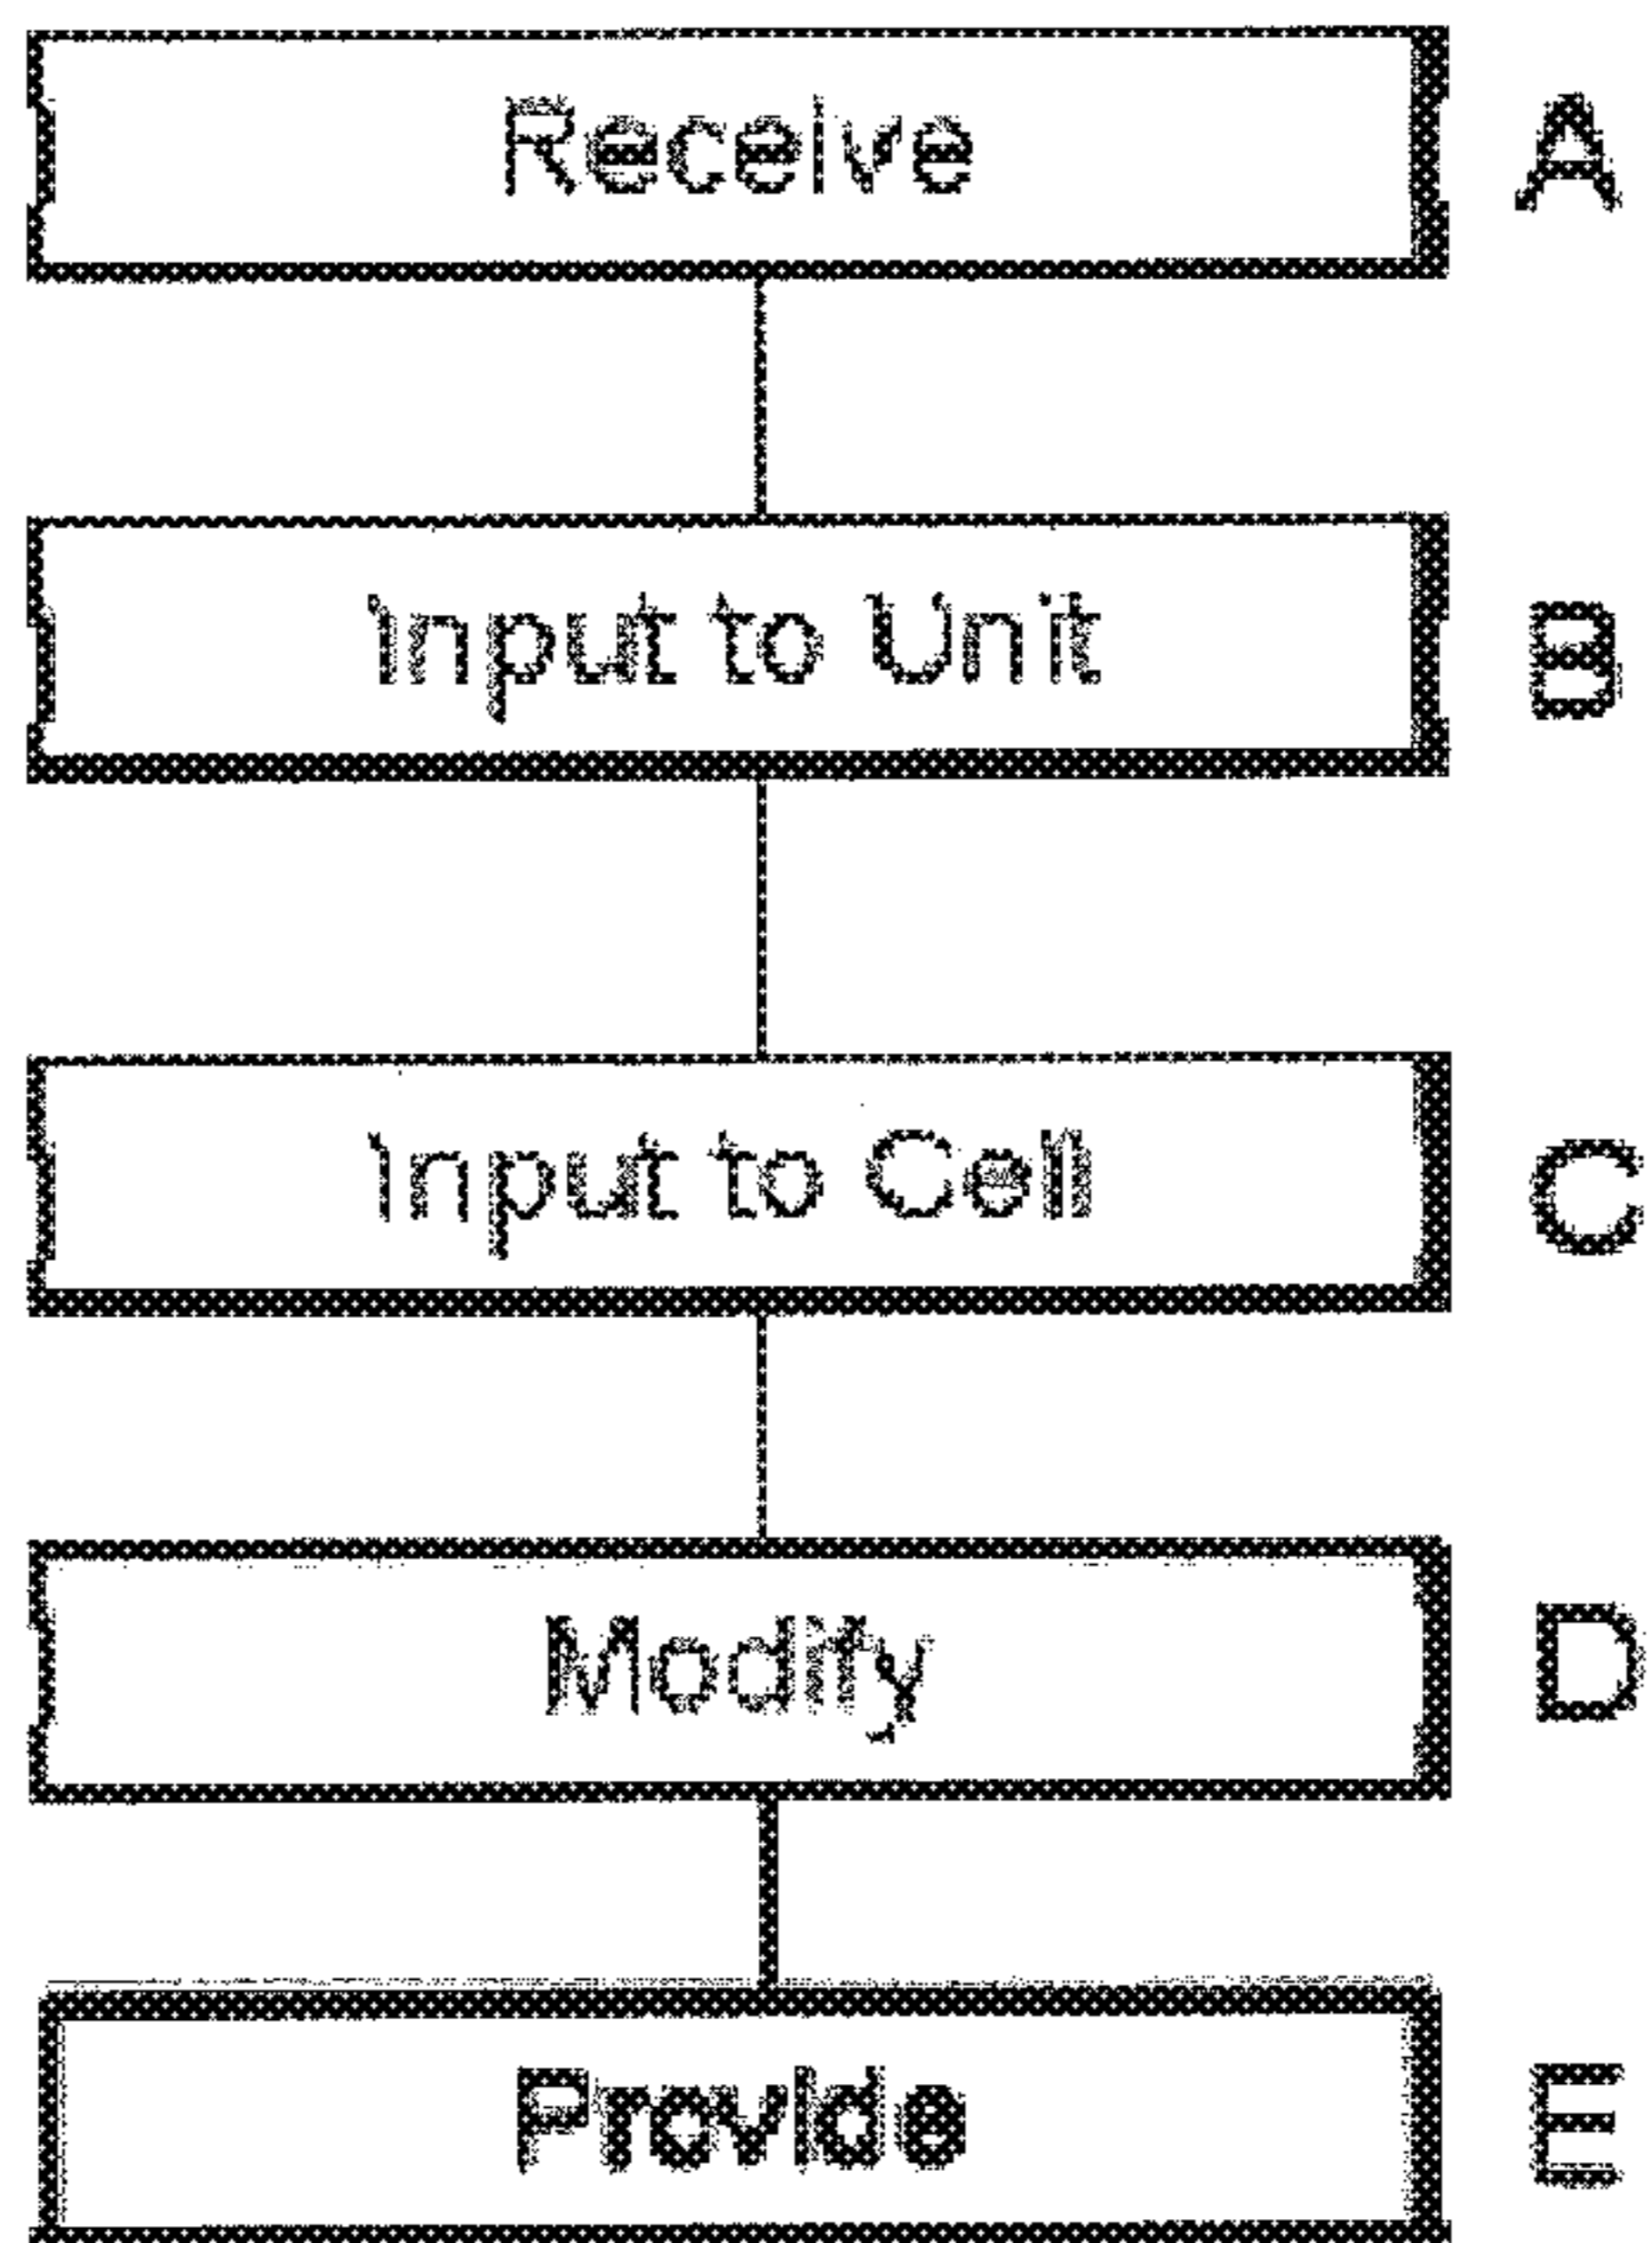 Receive A
Input to Unit B
Input to Cell C
Modify D
Provide E